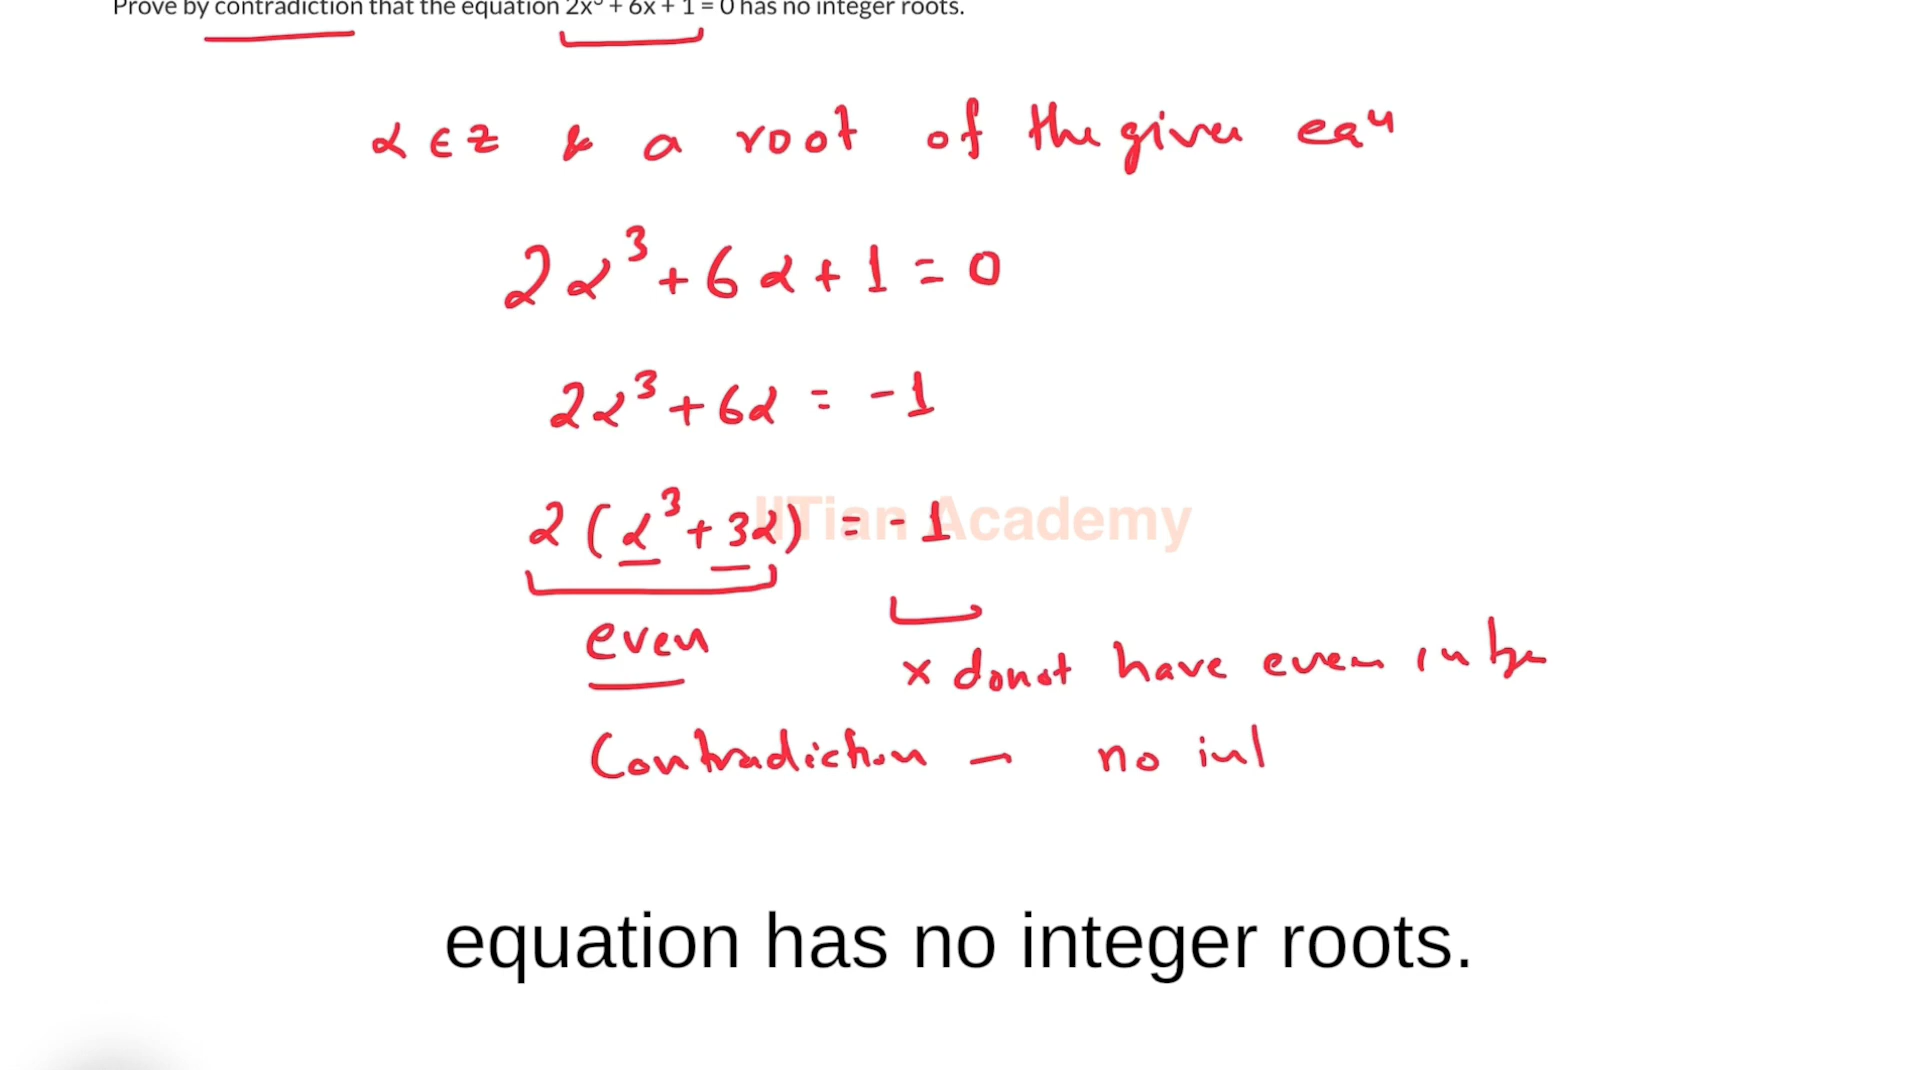 Prove by contradiction that the equation 2x³ + 6x + 1 = 0 has no integer roots.
α ∈ Z & a root of the given eqⁿ
2α³ + 6α + 1 = 0
2α³ + 6α = -1
2(α³ + 3α) = -1
IITian Academy
even
x donot have even
Contradiction — no int
equation has no integer roots.